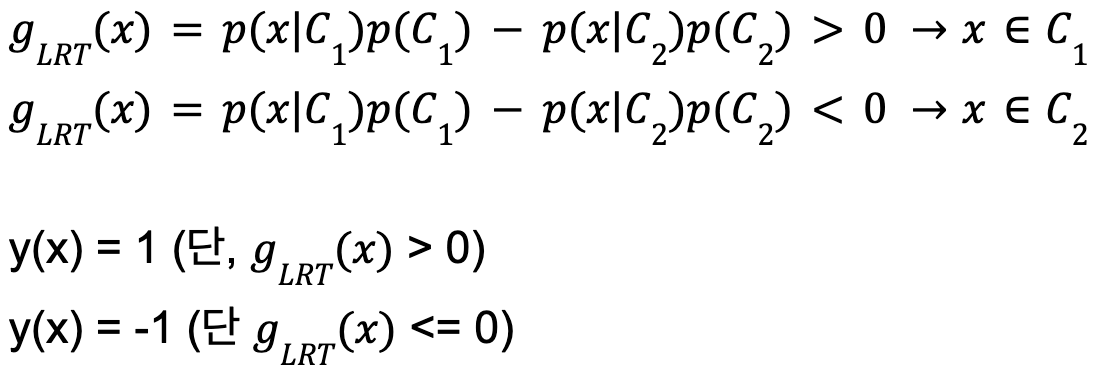 g_LRT(x) = p(x|C_1)p(C_1) − p(x|C_2)p(C_2) > 0 → x ∈ C_1
g_LRT(x) = p(x|C_1)p(C_1) − p(x|C_2)p(C_2) < 0 → x ∈ C_2
y(x) = 1 (단, g_LRT(x) > 0)
y(x) = -1 (단 g_LRT(x) <= 0)